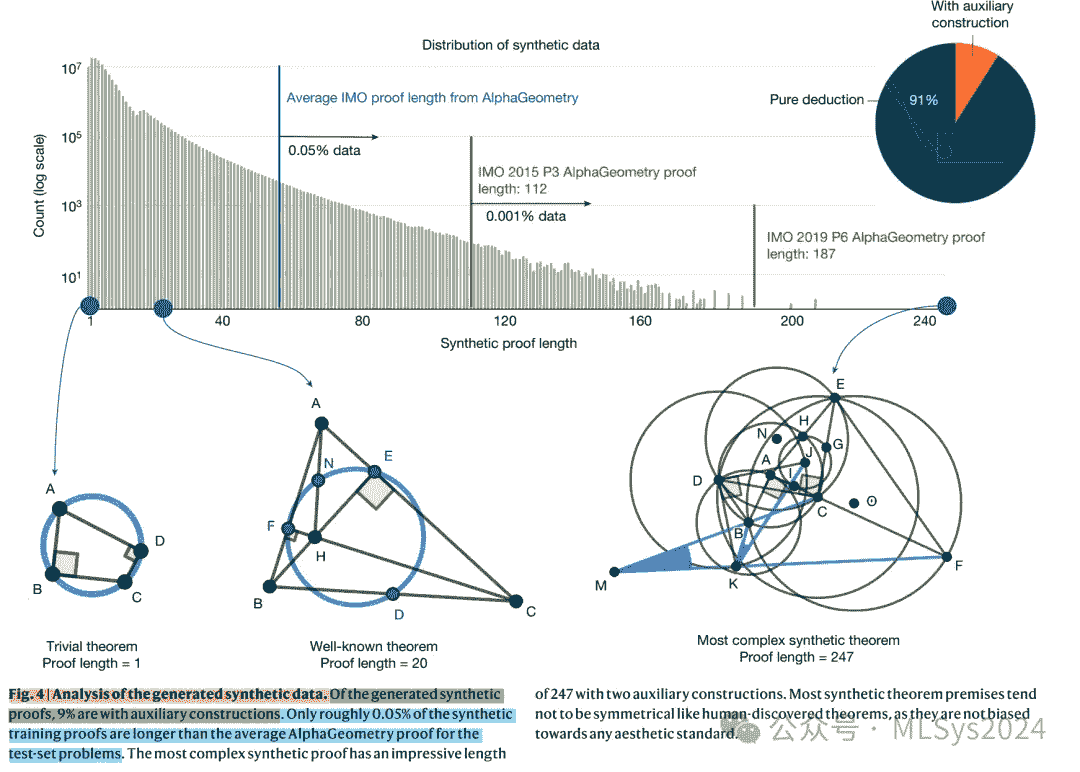 With auxiliary
construction
Distribution of synthetic data
10⁷
10⁵
10³
10¹
Count (log scale)
Average IMO proof length from AlphaGeometry
0.05% data
IMO 2015 P3 AlphaGeometry proof
length: 112
0.001% data
IMO 2019 P6 AlphaGeometry proof
length: 187
Pure deduction
91%
1
40
80
120
160
200
240
Synthetic proof length
A
B
C
D
A
N
E
F
H
B
D
C
E
H
N
G
J
A
I
D
C
O
B
M
K
F
Trivial theorem
Proof length = 1
Well-known theorem
Proof length = 20
Most complex synthetic theorem
Proof length = 247
Fig. 4 | Analysis of the generated synthetic data. Of the generated synthetic
proofs, 9% are with auxiliary constructions. Only roughly 0.05% of the synthetic
training proofs are longer than the average AlphaGeometry proof for the
test-set problems. The most complex synthetic proof has an impressive length
of 247 with two auxiliary constructions. Most synthetic theorem premises tend
not to be symmetrical like human-discovered theorems, as they are not biased
towards any aesthetic standard.
公众号 · MLSys2024